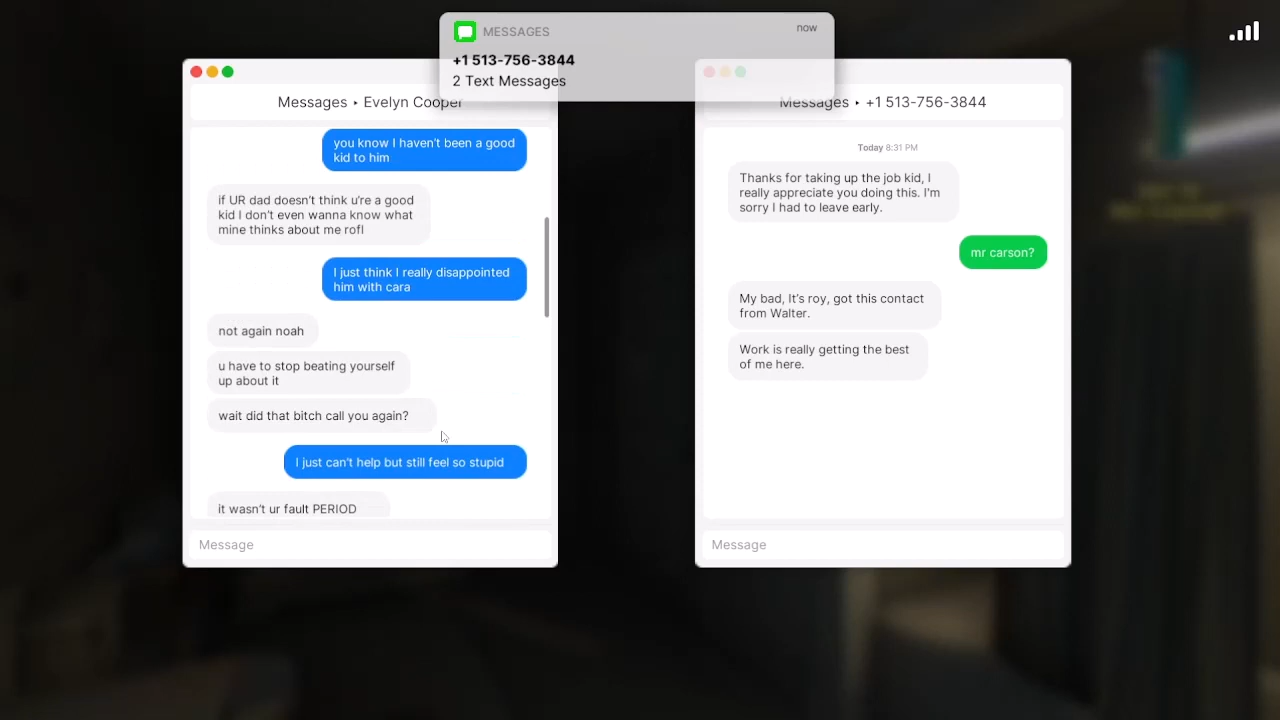 MESSAGES
now
+1 513-756-3844
2 Text Messages
Messages ‣ Evelyn Cooper
you know I haven't been a good
kid to him
if UR dad doesn't think u're a good
kid I don't even wanna know what
mine thinks about me rofl
I just think I really disappointed
him with cara
not again noah
u have to stop beating yourself
up about it
wait did that bitch call you again?
I just can't help but still feel so stupid
it wasn't ur fault PERIOD
Message
Messages ‣ +1 513-756-3844
Today 8:31 PM
Thanks for taking up the job kid, I
really appreciate you doing this. I'm
sorry I had to leave early.
mr carson?
My bad, It's roy, got this contact
from Walter.
Work is really getting the best
of me here.
Message